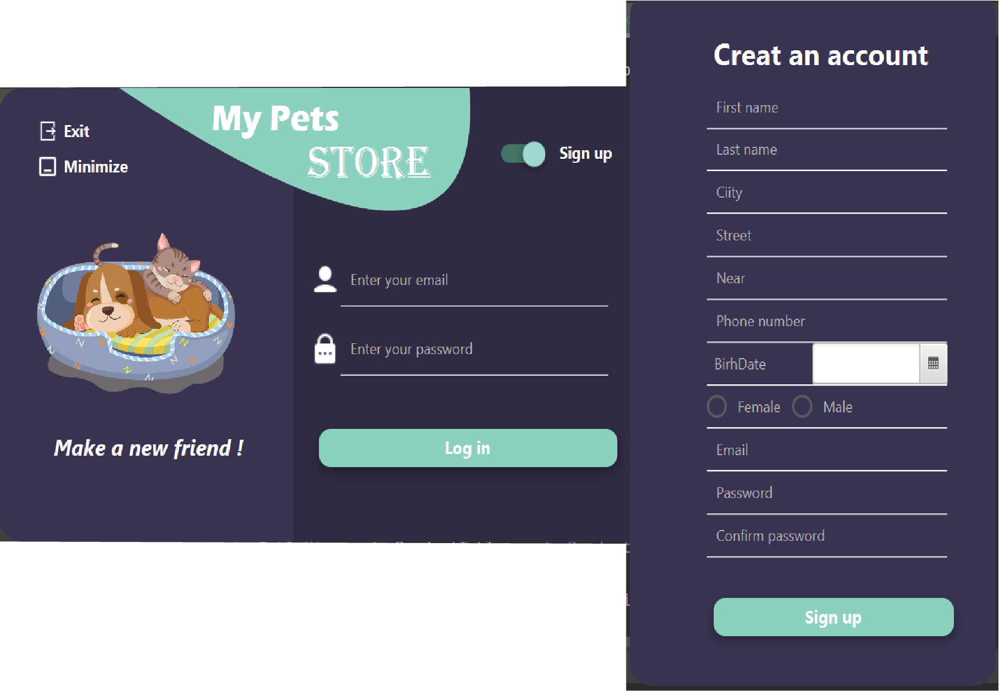 Exit
Minimize
My Pets
STORE
Sign up
Enter your email
Enter your password
Log in
Make a new friend !
Creat an account
First name
Last name
Ciity
Street
Near
Phone number
BirhDate
Female Male
Email
Password
Confirm password
Sign up